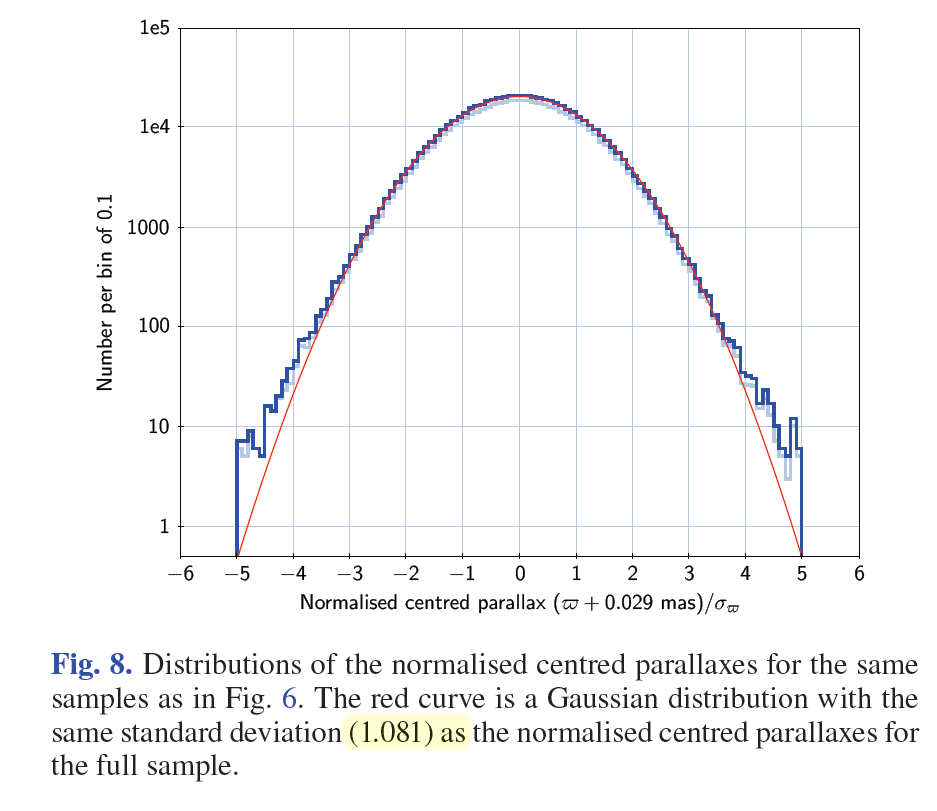 1e5
1e4
1000
100
10
1
Number per bin of 0.1
−6 −5 −4 −3 −2 −1 0 1 2 3 4 5 6
Normalised centred parallax (ϖ + 0.029 mas)/σϖ
Fig. 8. Distributions of the normalised centred parallaxes for the same
samples as in Fig. 6. The red curve is a Gaussian distribution with the
same standard deviation (1.081) as the normalised centred parallaxes for
the full sample.